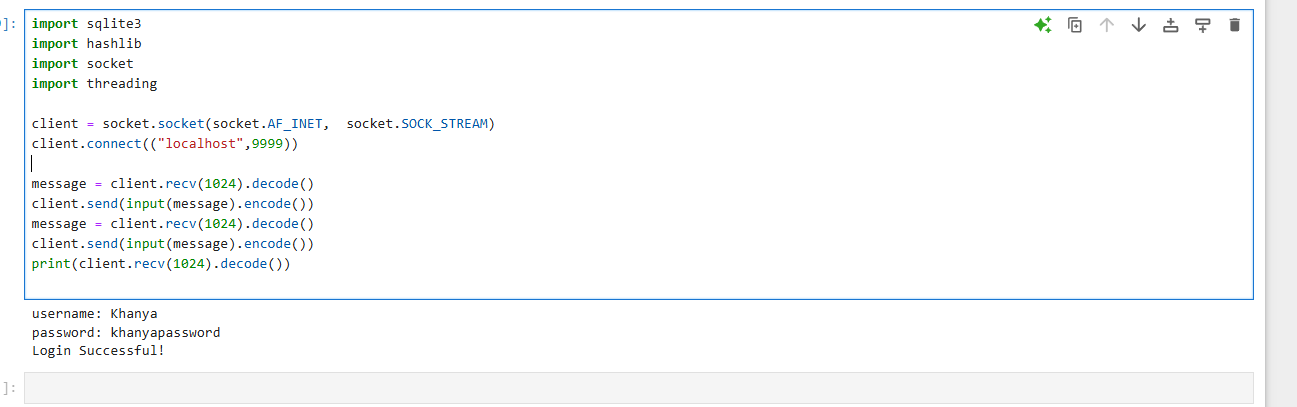 ]:
import sqlite3
import hashlib
import socket
import threading
client = socket.socket(socket.AF_INET,  socket.SOCK_STREAM)
client.connect(("localhost",9999))
message = client.recv(1024).decode()
client.send(input(message).encode())
message = client.recv(1024).decode()
client.send(input(message).encode())
print(client.recv(1024).decode())
username: Khanya
password: khanyapassword
Login Successful!
]: